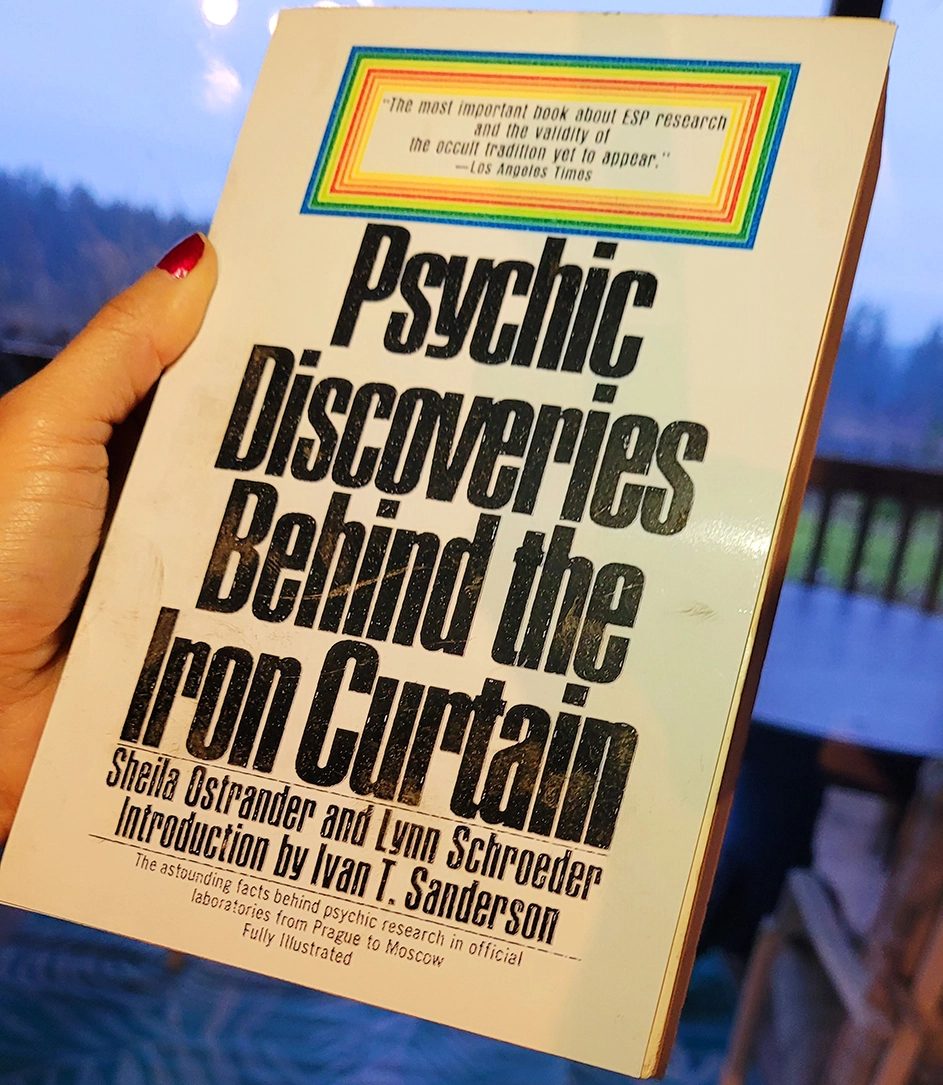 "The most important book about ESP research
and the validity of
the occult tradition yet to appear."
—Los Angeles Times
Psychic
Discoveries
Behind the
Iron Curtain
Sheila Ostrander and Lynn Schroeder
Introduction by Ivan T. Sanderson
The astounding facts behind psychic research in official
laboratories from Prague to Moscow
Fully Illustrated